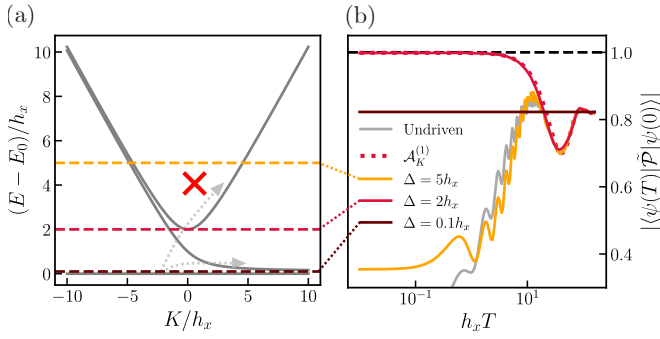 (a)
(b)
(E − E₀)/hₓ
10
8
6
4
2
0
−10
−5
0
5
10
K/hₓ
Undriven
𝒜_K^(1)
Δ = 5hₓ
Δ = 2hₓ
Δ = 0.1hₓ
10⁻¹
10¹
hₓT
1.0
0.8
0.6
0.4
|⟨ψ(T)|𝒫̃|ψ(0)⟩|